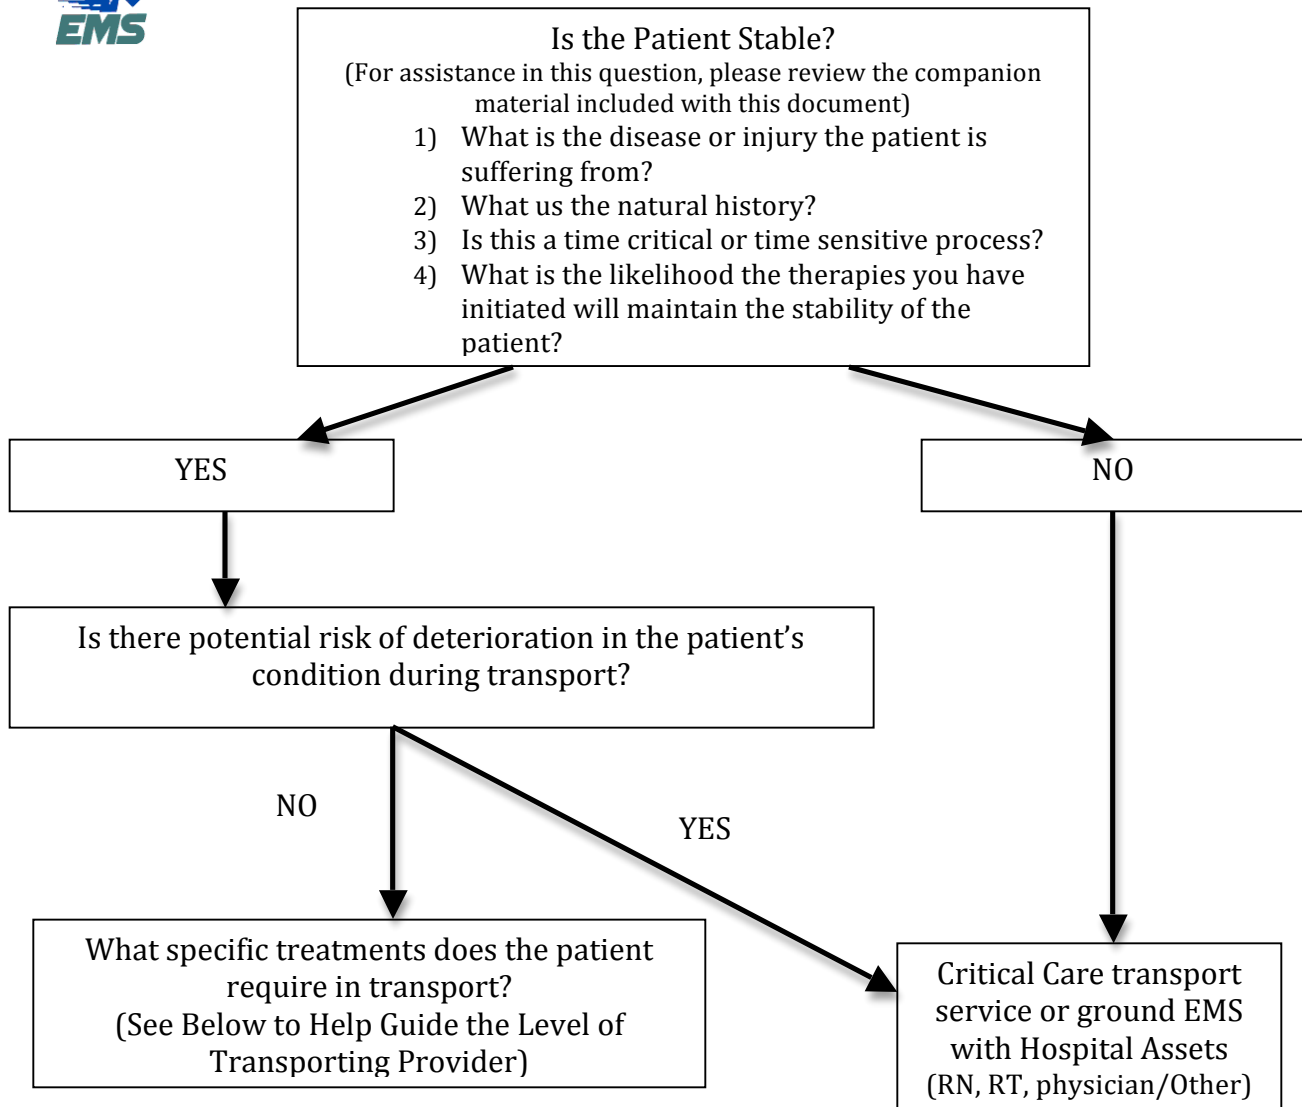 EMS
Is the Patient Stable?
(For assistance in this question, please review the companion
material included with this document)
1) What is the disease or injury the patient is
suffering from?
2) What us the natural history?
3) Is this a time critical or time sensitive process?
4) What is the likelihood the therapies you have
initiated will maintain the stability of the
patient?
YES
NO
Is there potential risk of deterioration in the patient’s
condition during transport?
NO
YES
What specific treatments does the patient
require in transport?
(See Below to Help Guide the Level of
Transporting Provider)
Critical Care transport
service or ground EMS
with Hospital Assets
(RN, RT, physician/Other)